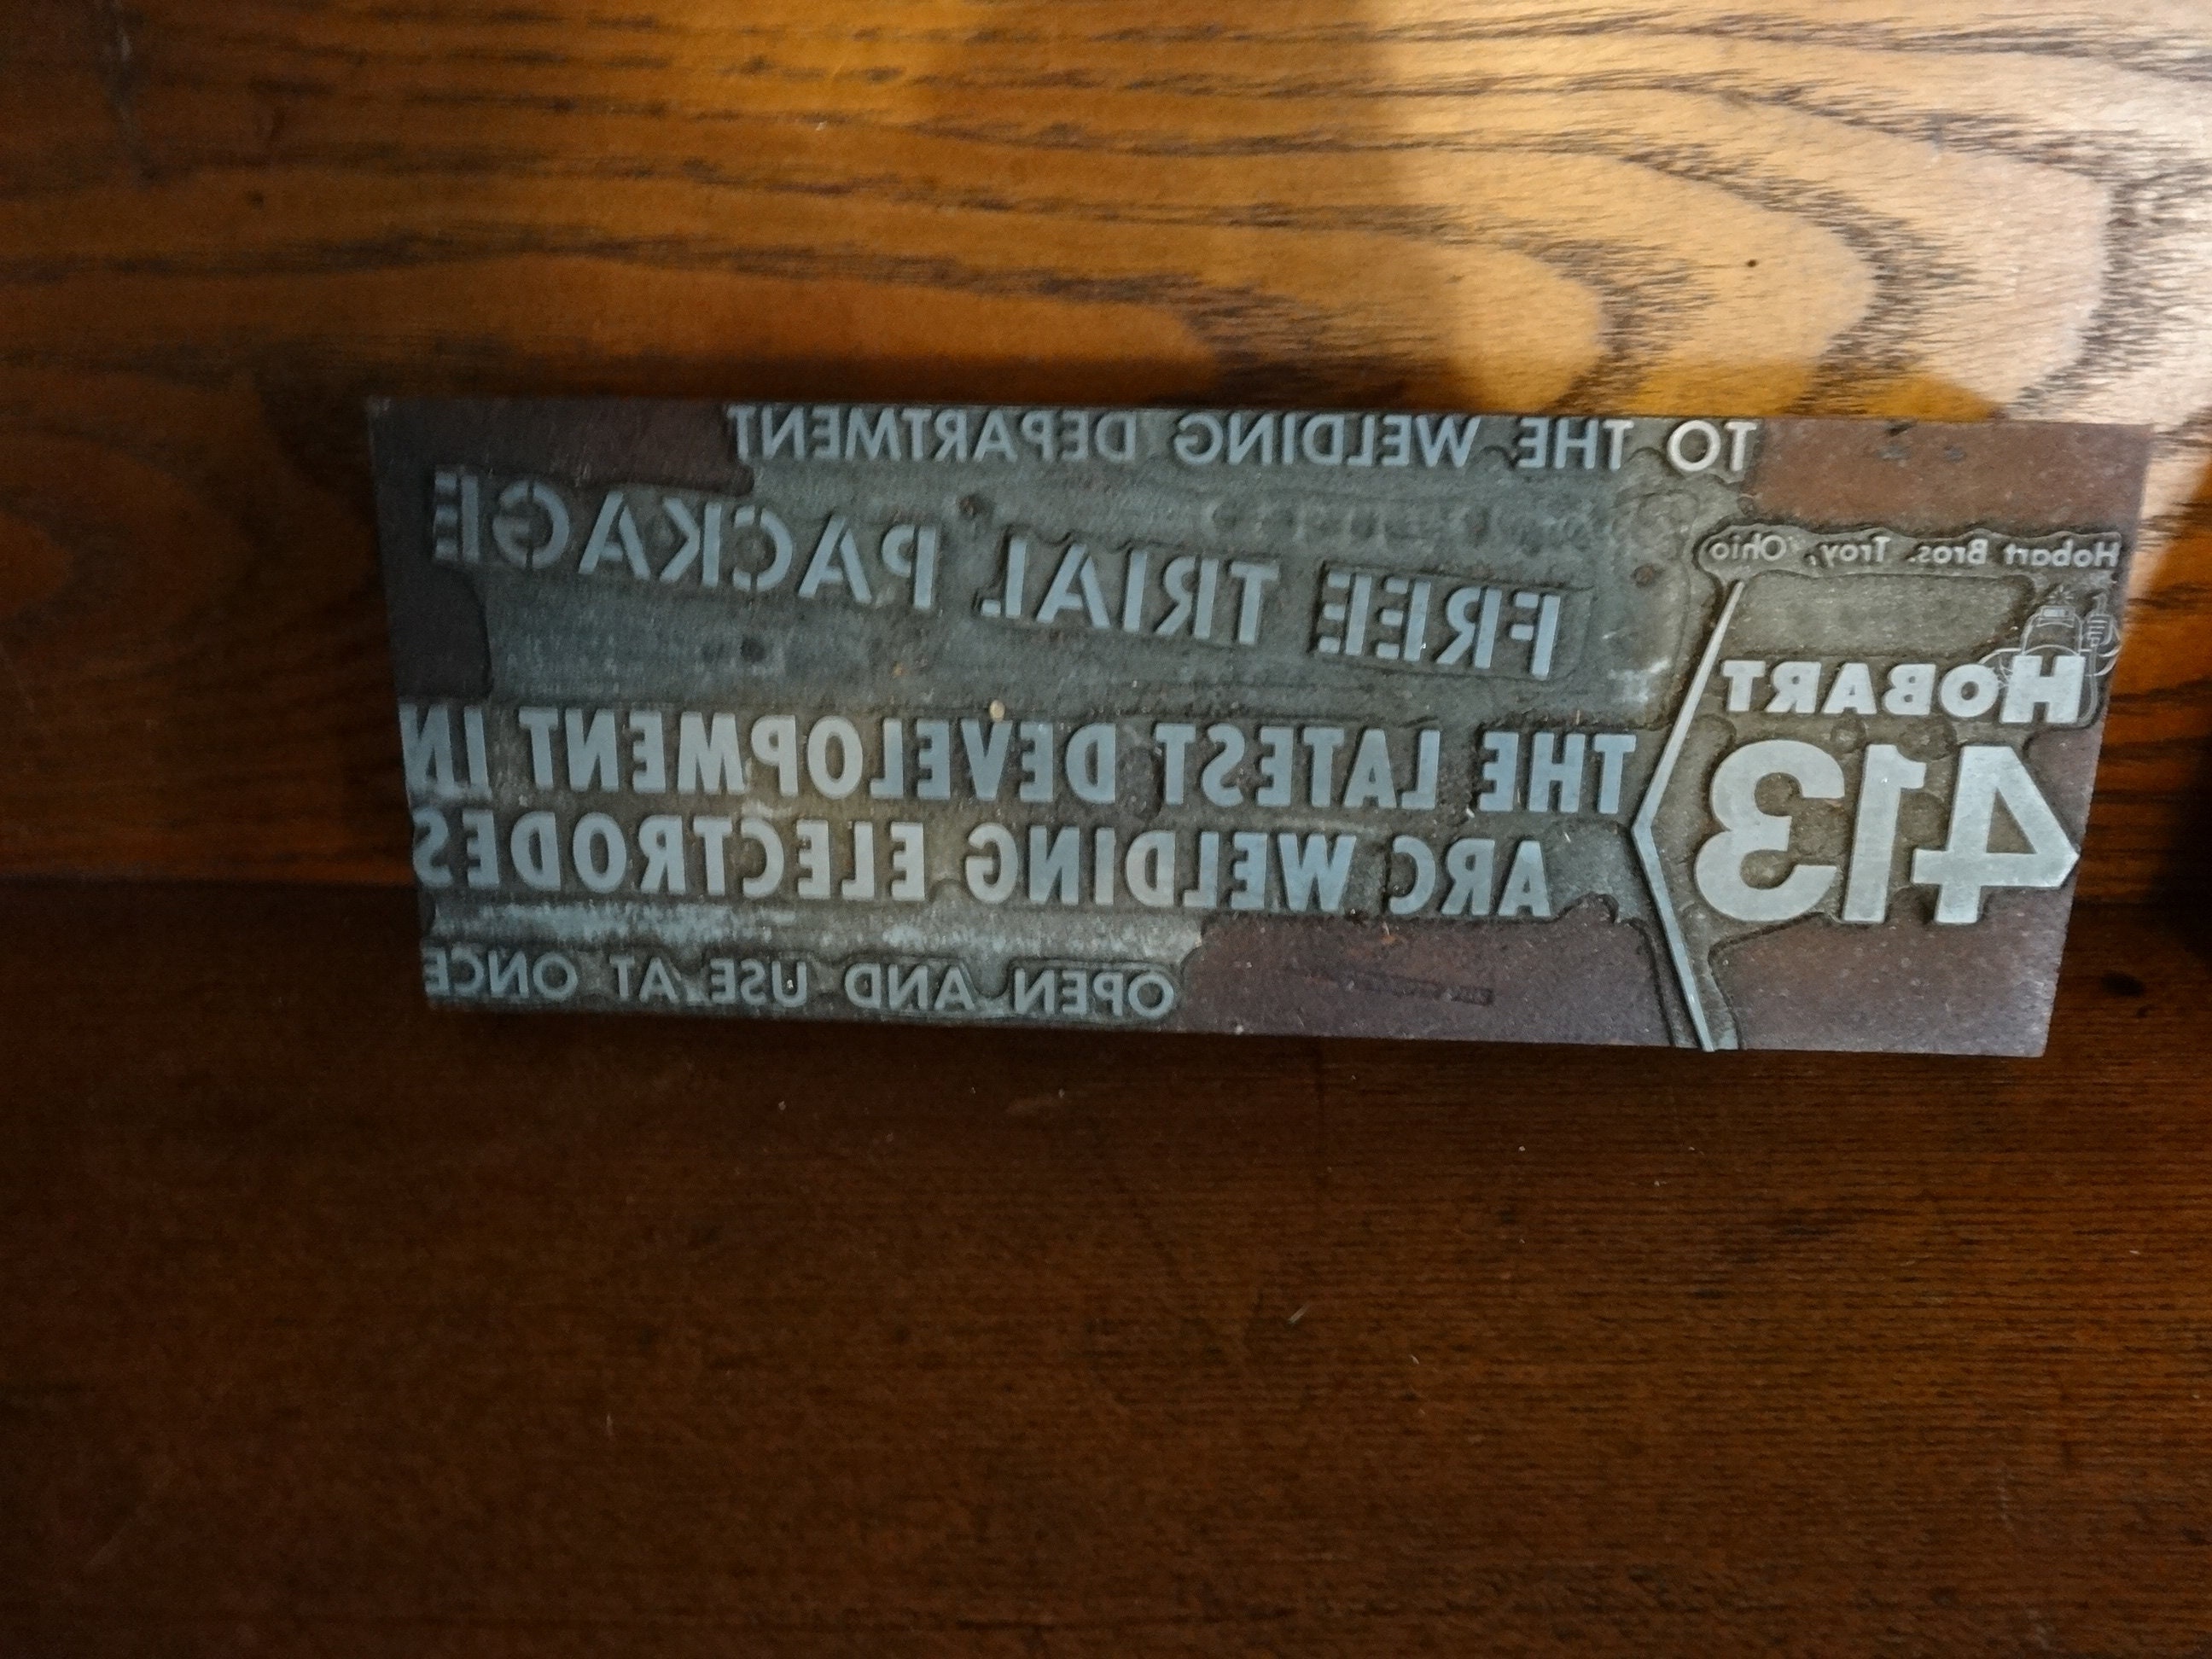 TO THE WELDING DEPARTMENT
FREE TRIAL PACKAGE
Hobart Bros. Troy, Ohio
HOBART
413
THE LATEST DEVELOPMENT IN
ARC WELDING ELECTRODES
OPEN AND USE AT ONCE